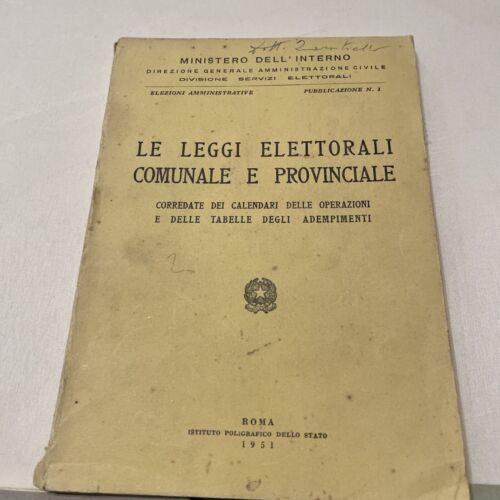 Dott.
MINISTERO DELL'INTERNO
DIREZIONE GENERALE AMMINISTRAZIONE CIVILE
DIVISIONE SERVIZI ELETTORALI
ELEZIONI AMMINISTRATIVE PUBBLICAZIONE N. 1
LE LEGGI ELETTORALI
COMUNALE E PROVINCIALE
CORREDATE DEI CALENDARI DELLE OPERAZIONI
E DELLE TABELLE DEGLI ADEMPIMENTI
ROMA
ISTITUTO POLIGRAFICO DELLO STATO
1951